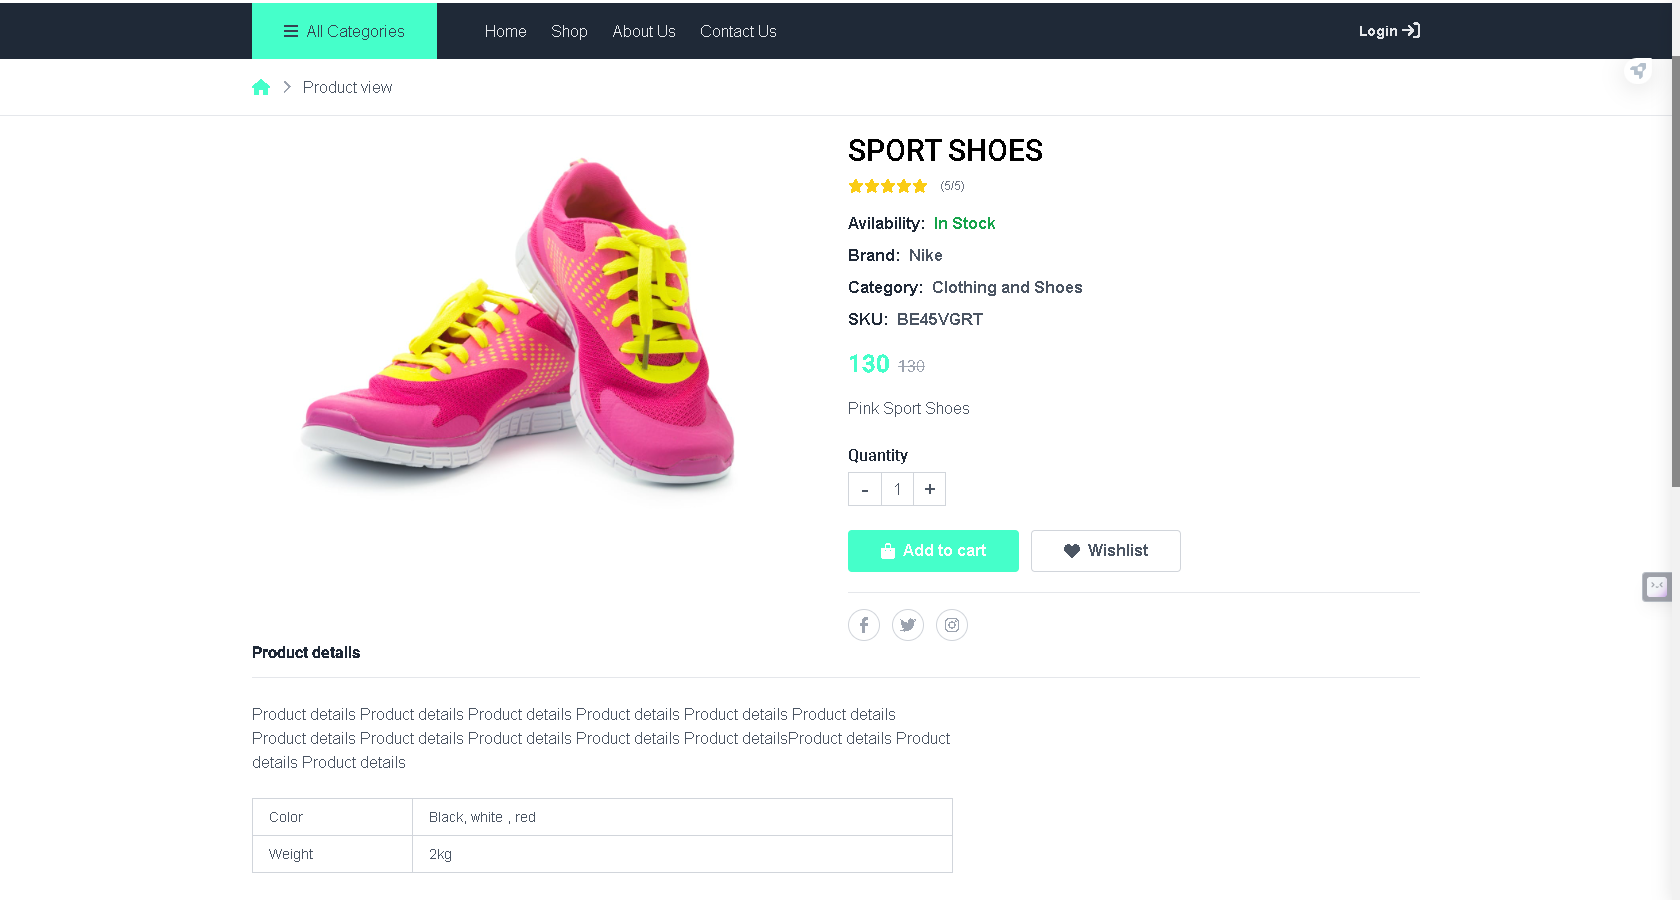 All Categories
Home Shop About Us Contact Us
Login
Product view
SPORT SHOES
(5/5)
Avilability: In Stock
Brand: Nike
Category: Clothing and Shoes
SKU: BE45VGRT
130 130
Pink Sport Shoes
Quantity
- 1 +
Add to cart Wishlist
Product details
Product details Product details Product details Product details Product details Product details
Product details Product details Product details Product details Product detailsProduct details Product
details Product details
Color Black, white , red
Weight 2kg